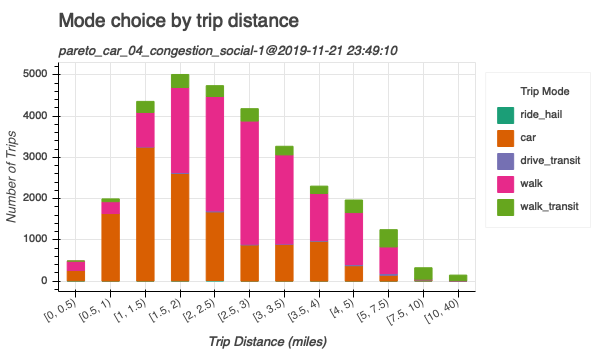 Mode choice by trip distance
pareto_car_04_congestion_social-1@2019-11-21 23:49:10
Number of Trips
5000
4000
3000
2000
1000
0
[0, 0.5)
[0.5, 1)
[1, 1.5)
[1.5, 2)
[2, 2.5)
[2.5, 3)
[3, 3.5)
[3.5, 4)
[4, 5)
[5, 7.5)
[7.5, 10)
[10, 40)
Trip Distance (miles)
Trip Mode
ride_hail
car
drive_transit
walk
walk_transit